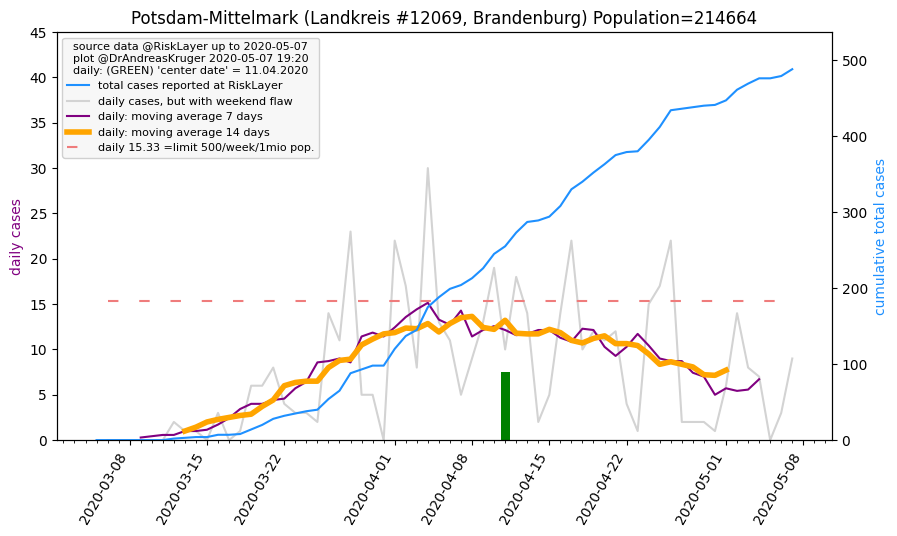 Potsdam-Mittelmark (Landkreis #12069, Brandenburg) Population=214664
source data @RiskLayer up to 2020-05-07
plot @DrAndreasKruger 2020-05-07 19:20
daily: (GREEN) 'center date' = 11.04.2020
total cases reported at RiskLayer
daily cases, but with weekend flaw
daily: moving average 7 days
daily: moving average 14 days
daily 15.33 =limit 500/week/1mio pop.
daily cases
45
40
35
30
25
20
15
10
5
0
500
400
300
200
100
0
cumulative total cases
2020-03-08
2020-03-15
2020-03-22
2020-04-01
2020-04-08
2020-04-15
2020-04-22
2020-05-01
2020-05-08